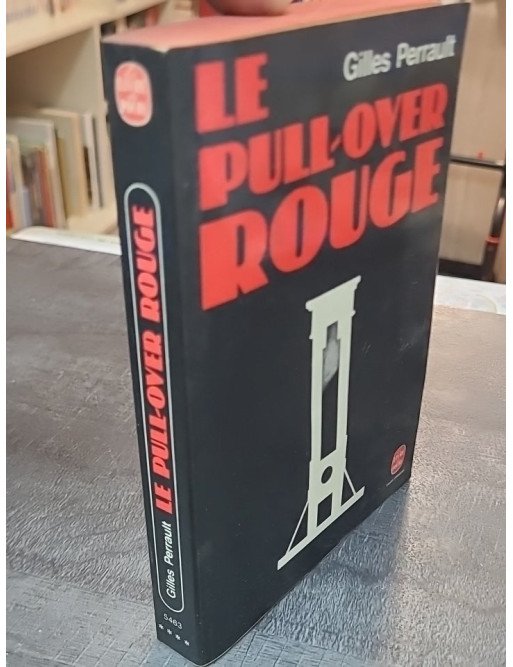 Gilles Perrault
LE
PULL-OVER
ROUGE
LE PULL-OVER ROUGE
Gilles Perrault
5463
★★★★